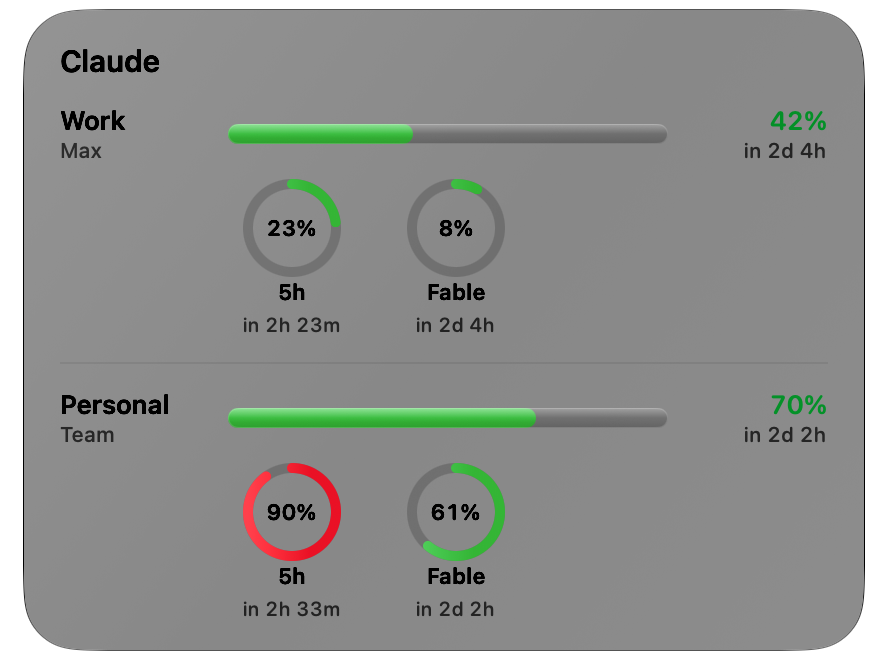 Claude
Work
Max
42%
in 2d 4h
23%
5h
in 2h 23m
8%
Fable
in 2d 4h
Personal
Team
70%
in 2d 2h
90%
5h
in 2h 33m
61%
Fable
in 2d 2h